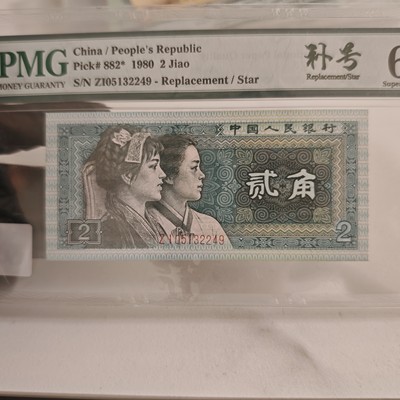 China / People's Republic
PMG Pick# 882* 1980 2 Jiao 补号 6
MONEY GUARANTY S/N ZI05132249 - Replacement / Star Replacement/Star Super
中国人民银行
贰角
2 ZI05132249 2